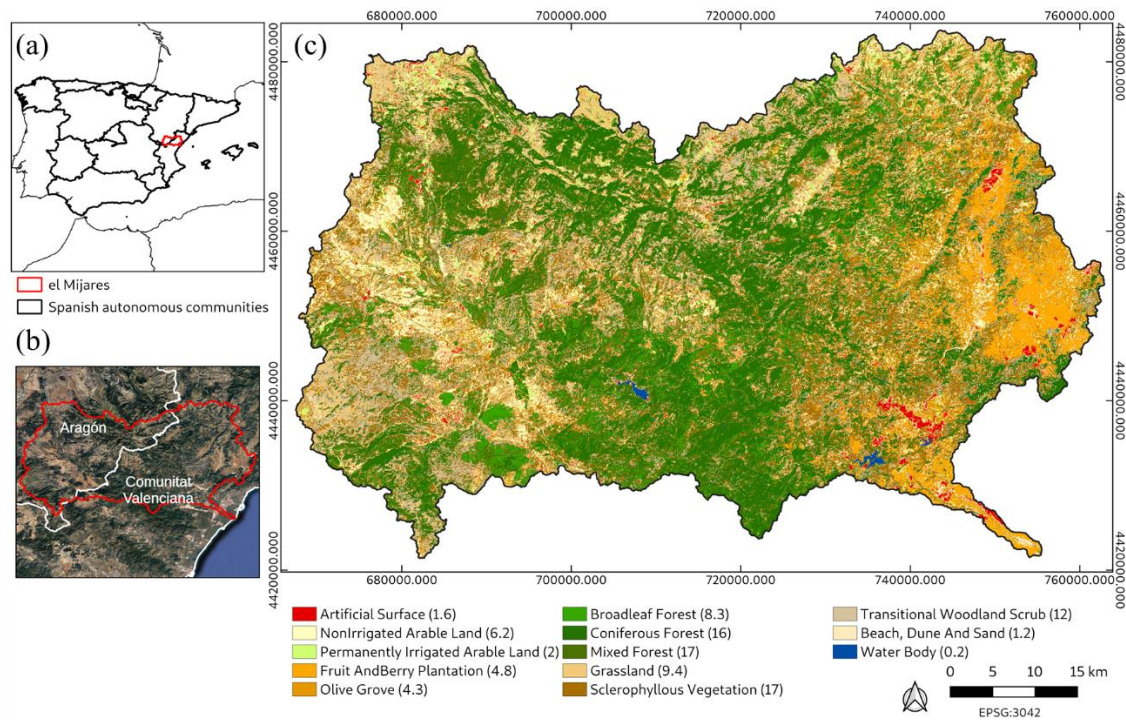 (a)
el Mijares
Spanish autonomous communities
(b)
Aragón
Comunitat
Valenciana
(c)
680000.000 700000.000 720000.000 740000.000 760000.000
4480000.000 4480000.000
4460000.000 4460000.000
4440000.000 4440000.000
4420000.000 4420000.000
680000.000 700000.000 720000.000 740000.000 760000.000
Artificial Surface (1.6)
NonIrrigated Arable Land (6.2)
Permanently Irrigated Arable Land (2)
Fruit AndBerry Plantation (4.8)
Olive Grove (4.3)
Broadleaf Forest (8.3)
Coniferous Forest (16)
Mixed Forest (17)
Grassland (9.4)
Sclerophyllous Vegetation (17)
Transitional Woodland Scrub (12)
Beach, Dune And Sand (1.2)
Water Body (0.2)
0 5 10 15 km
EPSG:3042